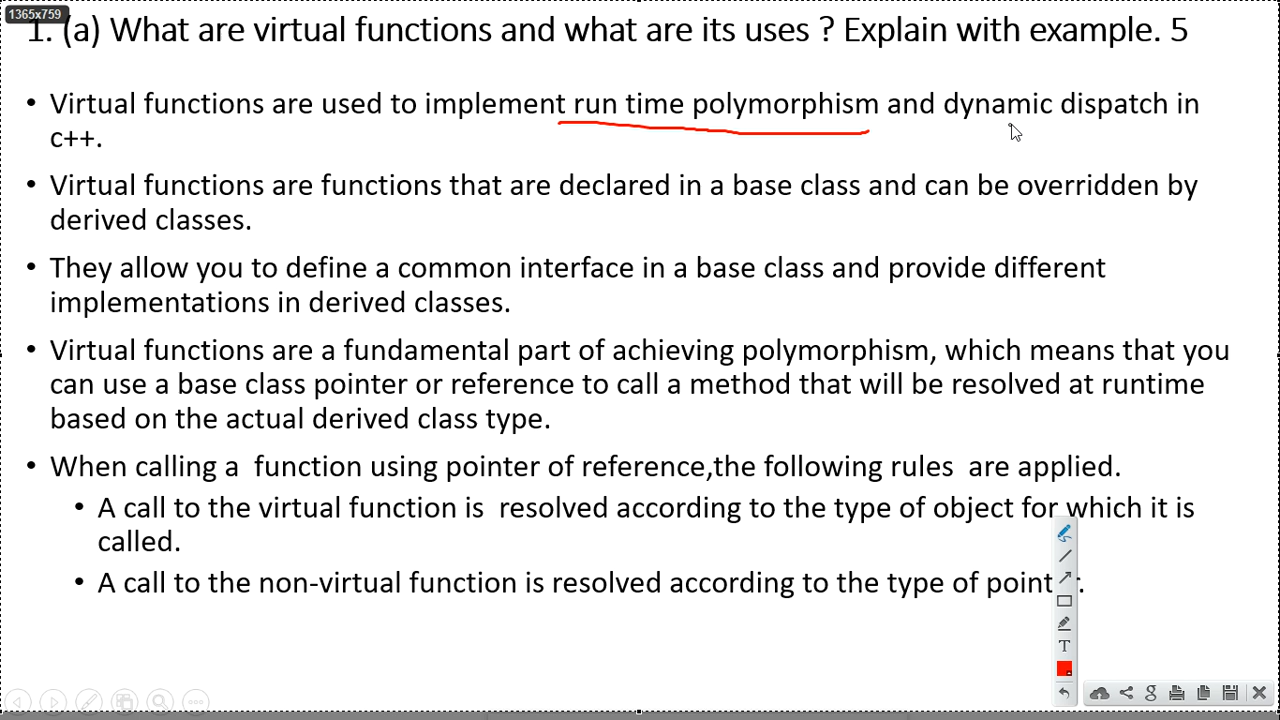 1365x759
1. (a) What are virtual functions and what are its uses ? Explain with example. 5
• Virtual functions are used to implement run time polymorphism and dynamic dispatch in
c++.
• Virtual functions are functions that are declared in a base class and can be overridden by
derived classes.
• They allow you to define a common interface in a base class and provide different
implementations in derived classes.
• Virtual functions are a fundamental part of achieving polymorphism, which means that you
can use a base class pointer or reference to call a method that will be resolved at runtime
based on the actual derived class type.
• When calling a  function using pointer of reference,the following rules  are applied.
• A call to the virtual function is  resolved according to the type of object for which it is
called.
• A call to the non-virtual function is resolved according to the type of
T
g